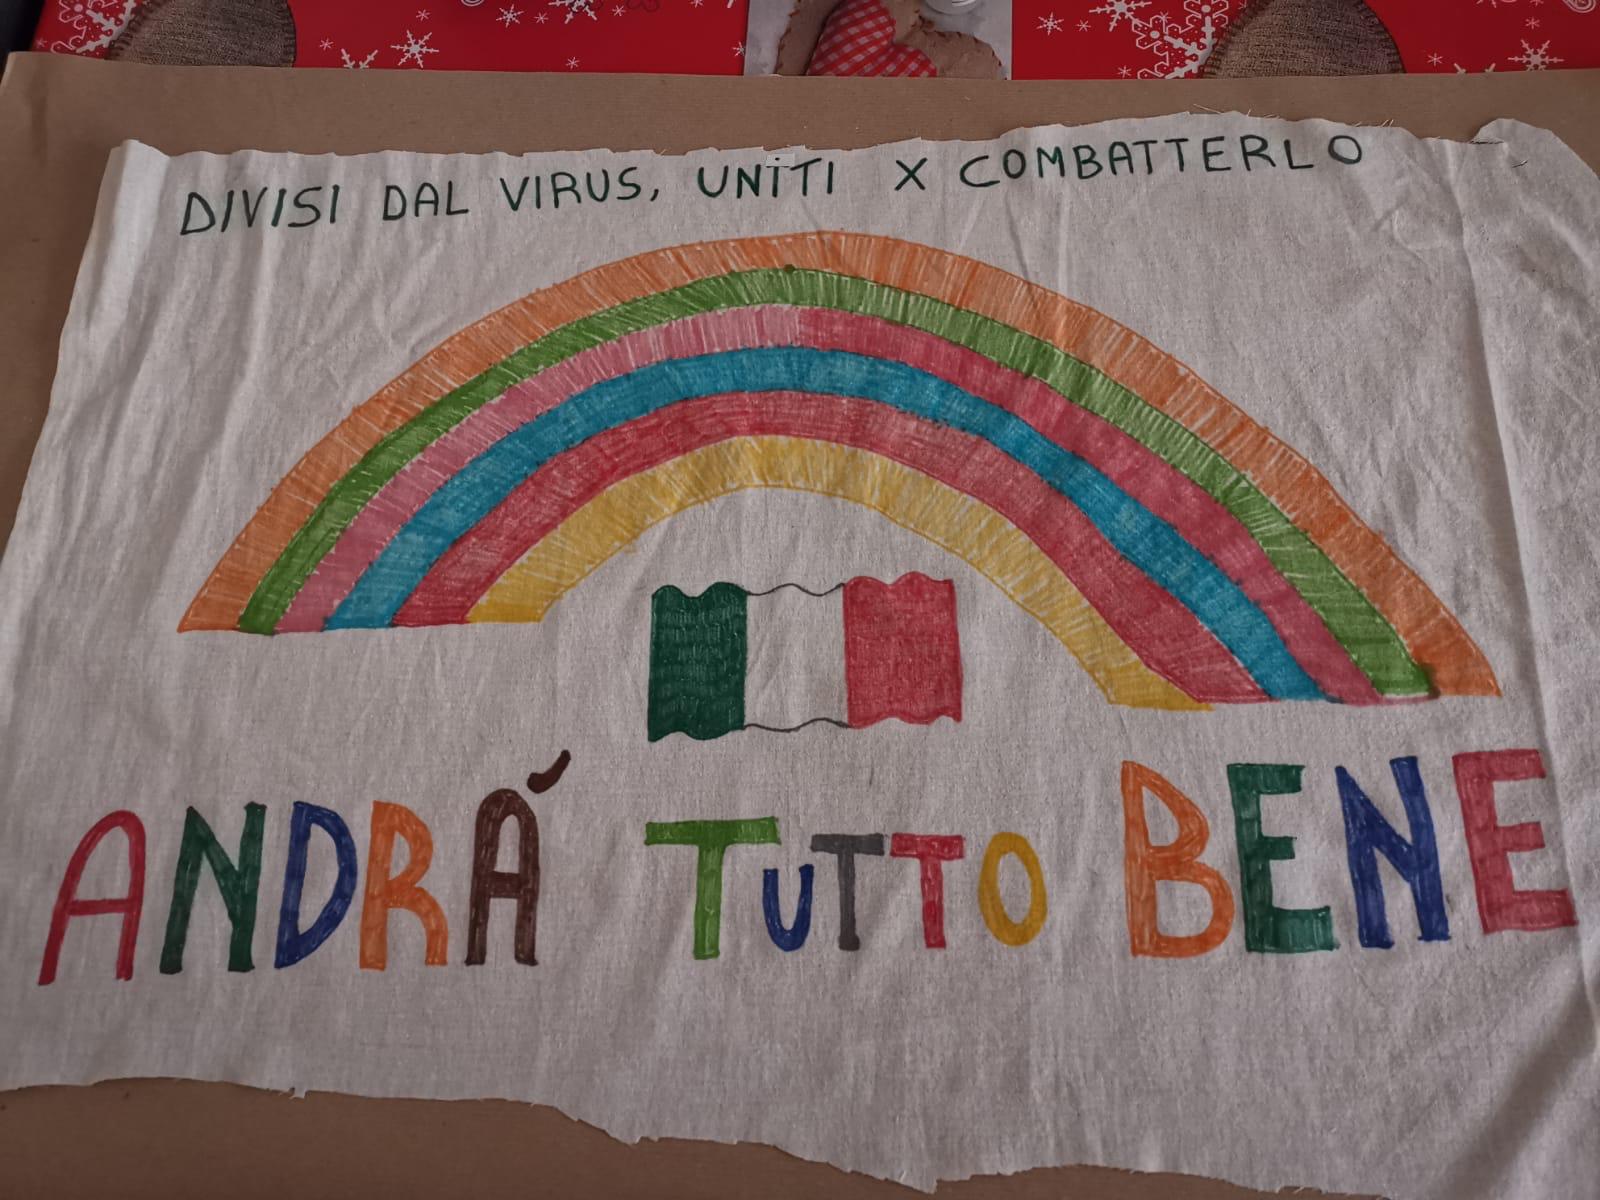 DIVISI DAL VIRUS, UNITI X COMBATTERLO
ANDRÁ TUTTO BENE